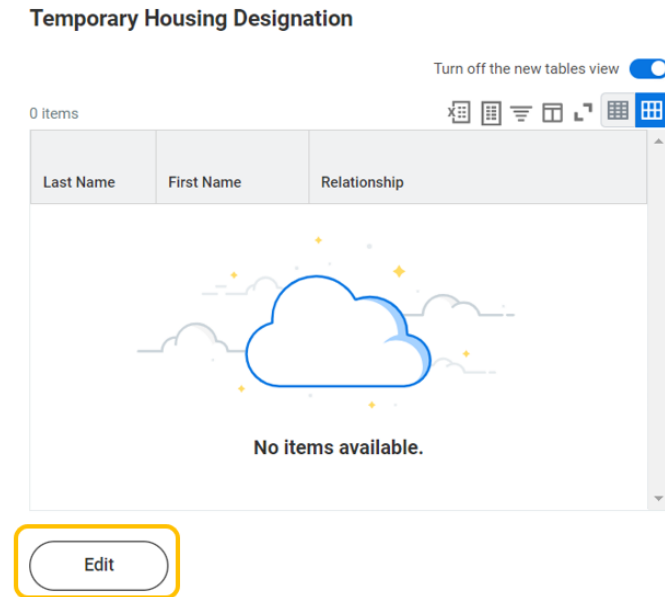 Temporary Housing Designation
Turn off the new tables view
0 items
Last Name First Name Relationship
No items available.
Edit